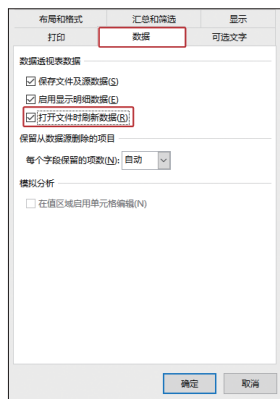 布局和格式 汇总和筛选 显示
打印 数据 可选文字
数据透视表数据
保存文件及源数据(S)
启用显示明细数据(E)
打开文件时刷新数据(R)
保留从数据源删除的项目
每个字段保留的项数(N): 自动
模拟分析
在值区域启用单元格编辑(N)
确定 取消